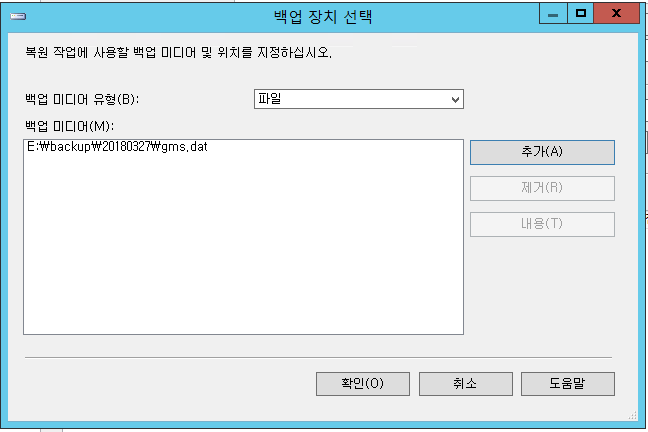 백업 장치 선택
복원 작업에 사용할 백업 미디어 및 위치를 지정하십시오.
백업 미디어 유형(B):
파일
백업 미디어(M):
E:₩backup₩20180327₩gms.dat
추가(A)
제거(R)
내용(T)
확인(O)
취소
도움말